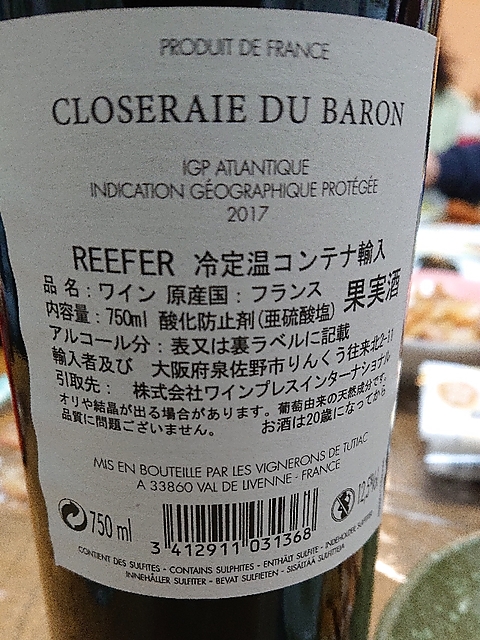 PRODUIT DE FRANCE
CLOSERAIE DU BARON
IGP ATLANTIQUE
INDICATION GÉOGRAPHIQUE PROTÉGÉE
2017
REEFER 冷定温コンテナ輸入
品 名：ワイン 原産国：フランス 果実酒
内容量：750ml 酸化防止剤(亜硫酸塩)
アルコール分：表又は裏ラベルに記載
輸入者及び 大阪府泉佐野市りんくう往来北2-11
引取先： 株式会社ワインプレスインターナショナル
オリや結晶が出る場合があります。葡萄由来の天然成分です。
品質に問題ございません。 お酒は20歳になってから
MIS EN BOUTEILLE PAR LES VIGNERONS DE TUTIAC
A 33860 VAL DE LIVENNE - FRANCE
750 ml 12,5%
3 412911 031368
CONTIENT DES SULFITES - CONTAINS SULPHITES - ENTHÄLT SULFITE - INDEHOLDER SULFITTER
INNEHÅLLER SULFITER - BEVAT SULFIETEN - SISÄLTÄÄ SULFIITTEJA